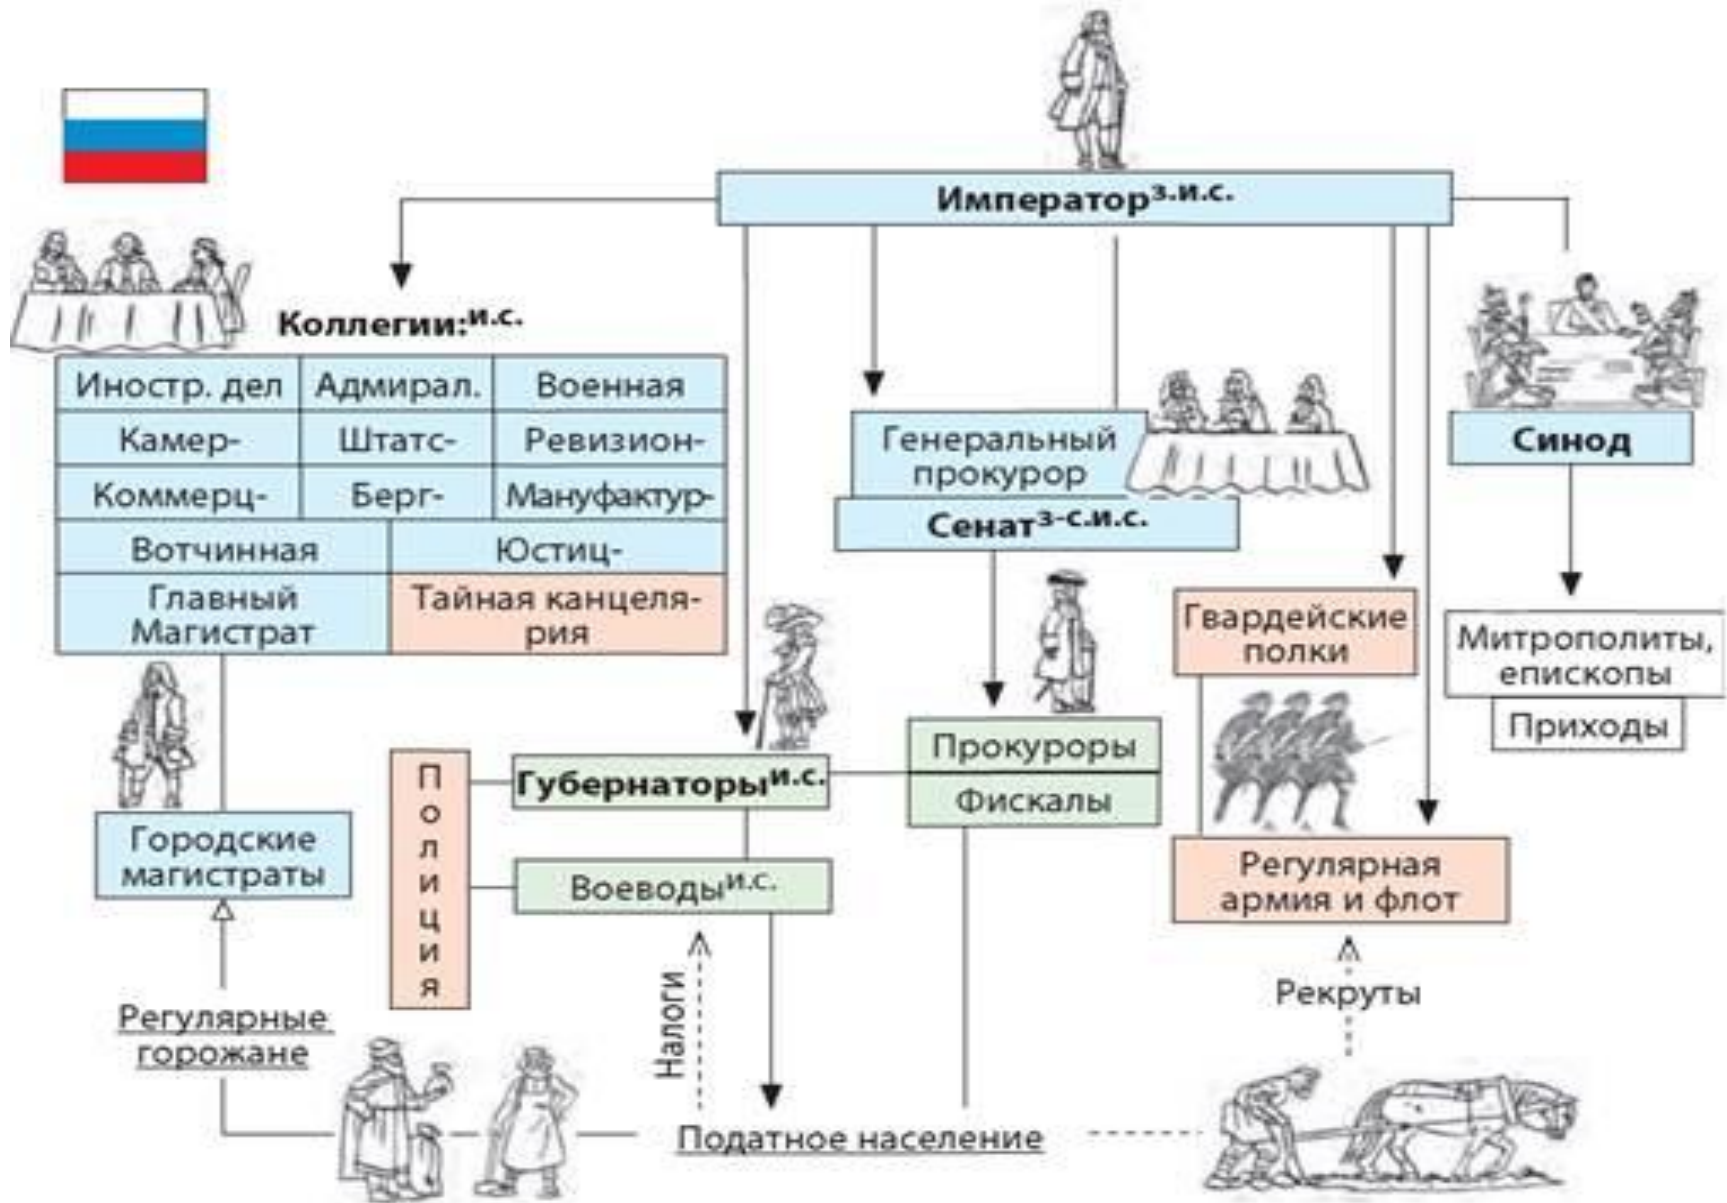 Императорз.и.с.
Коллегии:и.с.
Иностр. дел
Адмирал.
Военная
Камер-
Штатс-
Ревизион-
Коммерц-
Берг-
Мануфактур-
Вотчинная
Юстиц-
Главный
Магистрат
Тайная канцеля-
рия
Генеральный
прокурор
Сенатз-с.и.с.
Синод
Гвардейские
полки
Митрополиты,
епископы
Приходы
Прокуроры
Фискалы
Полиция
Губернаторыи.с.
Воеводыи.с.
Городские
магистраты
Регулярная
армия и флот
Рекруты
Налоги
Регулярные
горожане
Податное население